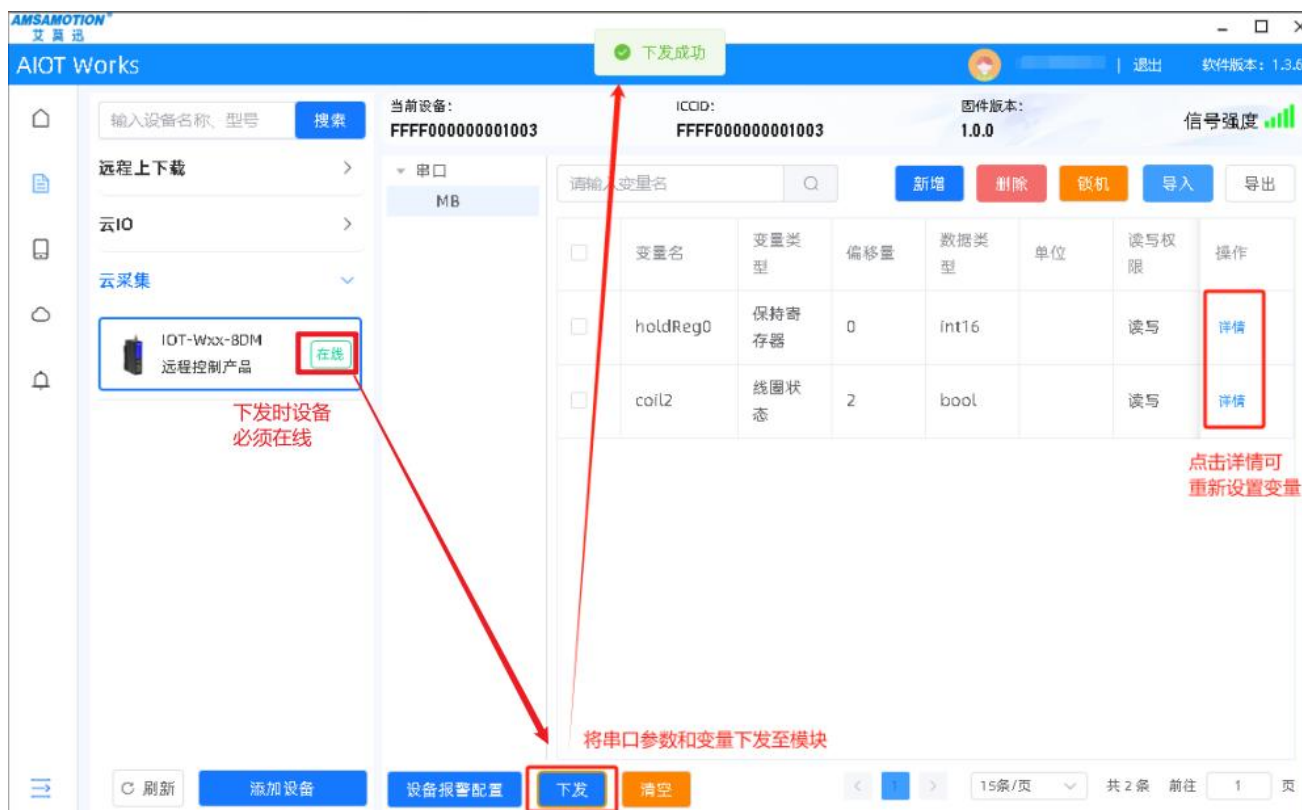 AMSAMOTION
艾莫迅
下发成功
AIOT Works
退出
软件版本：1.3.6
输入设备名称、型号
搜索
当前设备：
FFFF000000001003
ICCID：
FFFF000000001003
固件版本：
1.0.0
信号强度
远程上下载
云IO
云采集
IOT-Wxx-8DM
远程控制产品
在线
下发时设备
必须在线
串口
MB
请输入变量名
新增
删除
锁机
导入
导出
变量名
变量类型
偏移量
数据类型
单位
读写权限
操作
holdReg0
保持寄存器
0
int16
读写
详情
coil2
线圈状态
2
bool
读写
详情
点击详情可
重新设置变量
将串口参数和变量下发至模块
刷新
添加设备
设备报警配置
下发
清空
1
15条/页
共 2 条
前往
1
页